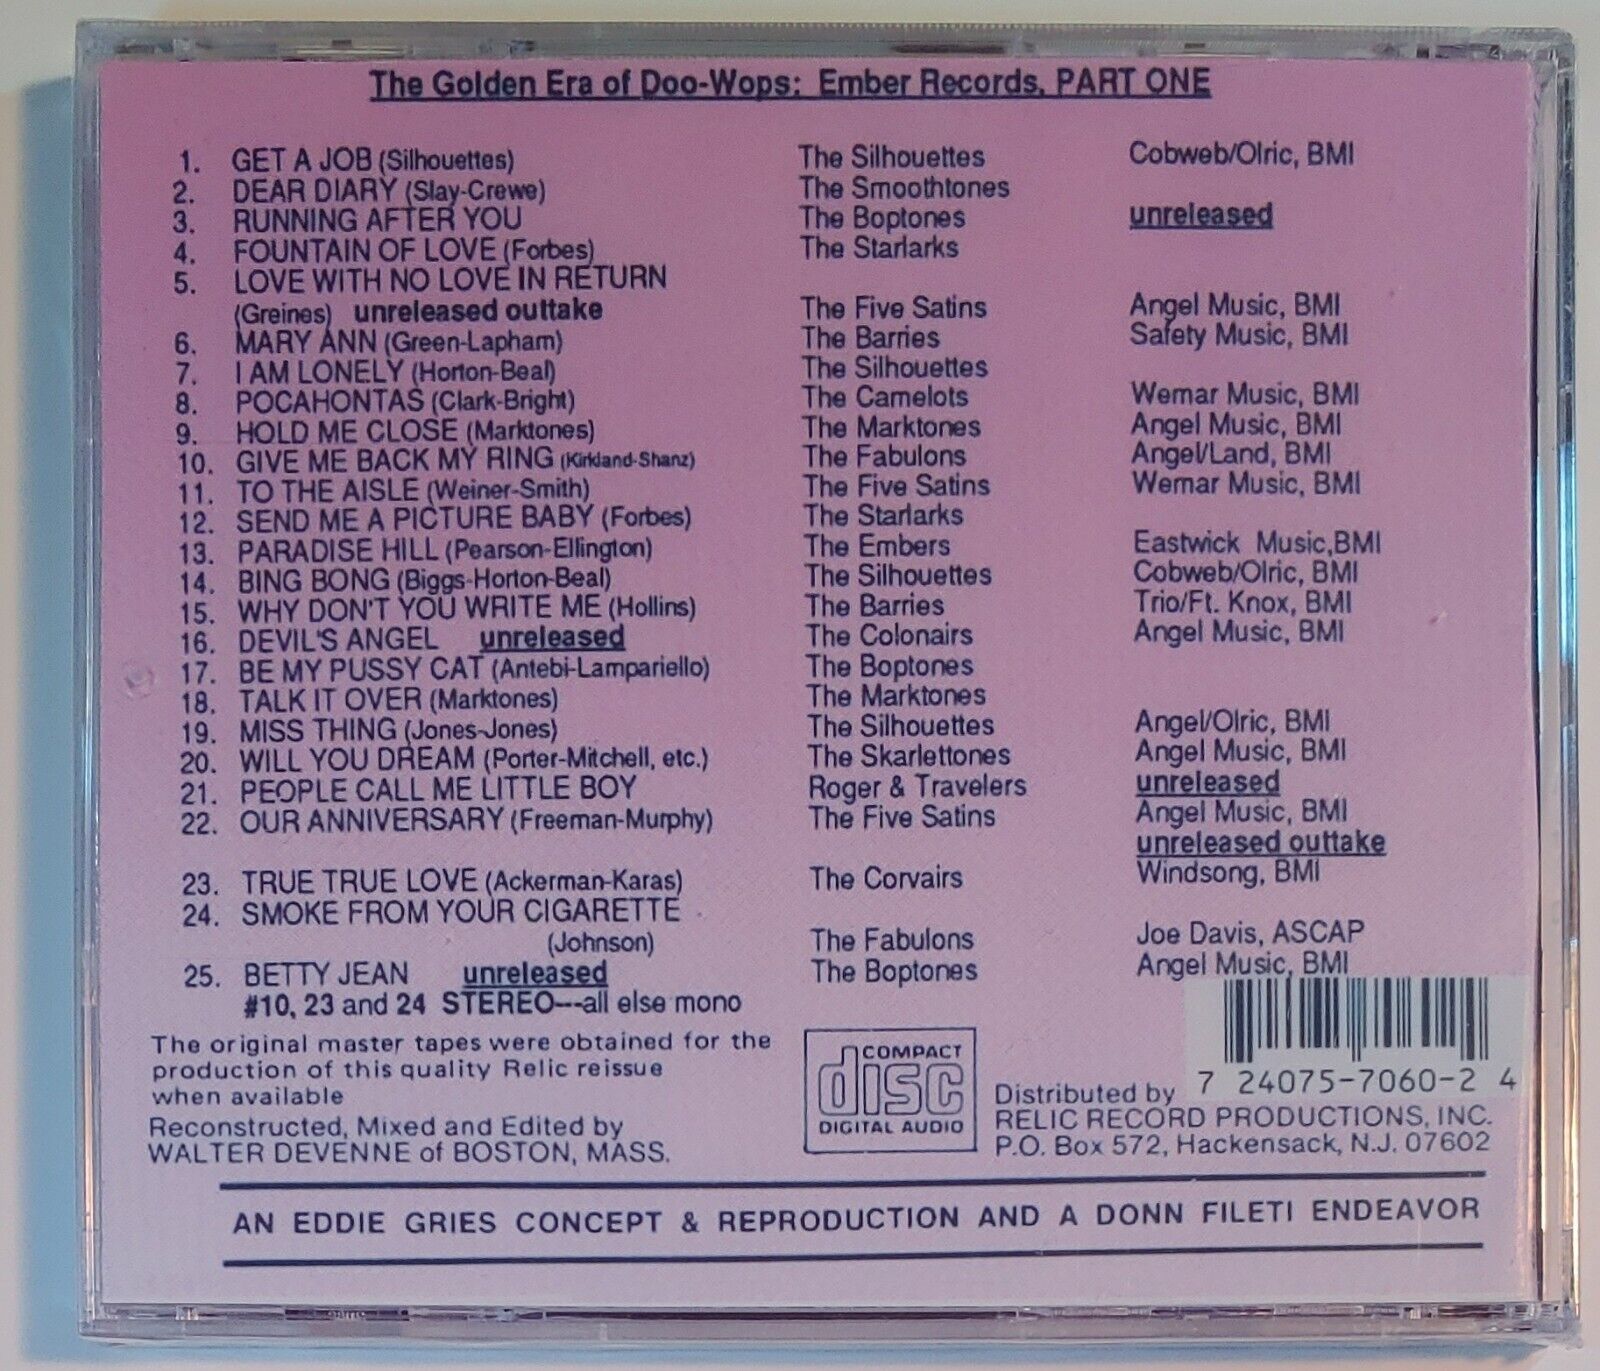 The Golden Era of Doo-Wops: Ember Records, PART ONE
1. GET A JOB (Silhouettes) The Silhouettes Cobweb/Olric, BMI
2. DEAR DIARY (Slay-Crewe) The Smoothtones
3. RUNNING AFTER YOU The Boptones unreleased
4. FOUNTAIN OF LOVE (Forbes) The Starlarks
5. LOVE WITH NO LOVE IN RETURN
(Greines) unreleased outtake The Five Satins Angel Music, BMI
6. MARY ANN (Green-Lapham) The Barries Safety Music, BMI
7. I AM LONELY (Horton-Beal) The Silhouettes
8. POCAHONTAS (Clark-Bright) The Camelots Wemar Music, BMI
9. HOLD ME CLOSE (Marktones) The Marktones Angel Music, BMI
10. GIVE ME BACK MY RING (Kirkland-Shanz) The Fabulons Angel/Land, BMI
11. TO THE AISLE (Weiner-Smith) The Five Satins Wemar Music, BMI
12. SEND ME A PICTURE BABY (Forbes) The Starlarks
13. PARADISE HILL (Pearson-Ellington) The Embers Eastwick Music,BMI
14. BING BONG (Biggs-Horton-Beal) The Silhouettes Cobweb/Olric, BMI
15. WHY DON'T YOU WRITE ME (Hollins) The Barries Trio/Ft. Knox, BMI
16. DEVIL'S ANGEL unreleased The Colonairs Angel Music, BMI
17. BE MY PUSSY CAT (Antebi-Lampariello) The Boptones
18. TALK IT OVER (Marktones) The Marktones
19. MISS THING (Jones-Jones) The Silhouettes Angel/Olric, BMI
20. WILL YOU DREAM (Porter-Mitchell, etc.) The Skarlettones Angel Music, BMI
21. PEOPLE CALL ME LITTLE BOY Roger & Travelers unreleased
22. OUR ANNIVERSARY (Freeman-Murphy) The Five Satins Angel Music, BMI
unreleased outtake
23. TRUE TRUE LOVE (Ackerman-Karas) The Corvairs Windsong, BMI
24. SMOKE FROM YOUR CIGARETTE
(Johnson) The Fabulons Joe Davis, ASCAP
25. BETTY JEAN unreleased The Boptones Angel Music, BMI
#10, 23 and 24 STEREO---all else mono
The original master tapes were obtained for the
production of this quality Relic reissue
when available
Reconstructed, Mixed and Edited by
WALTER DEVENNE of BOSTON, MASS.
COMPACT
disc
DIGITAL AUDIO
7 24075-7060-2 4
Distributed by
RELIC RECORD PRODUCTIONS, INC.
P.O. Box 572, Hackensack, N.J. 07602
AN EDDIE GRIES CONCEPT & REPRODUCTION AND A DONN FILETI ENDEAVOR